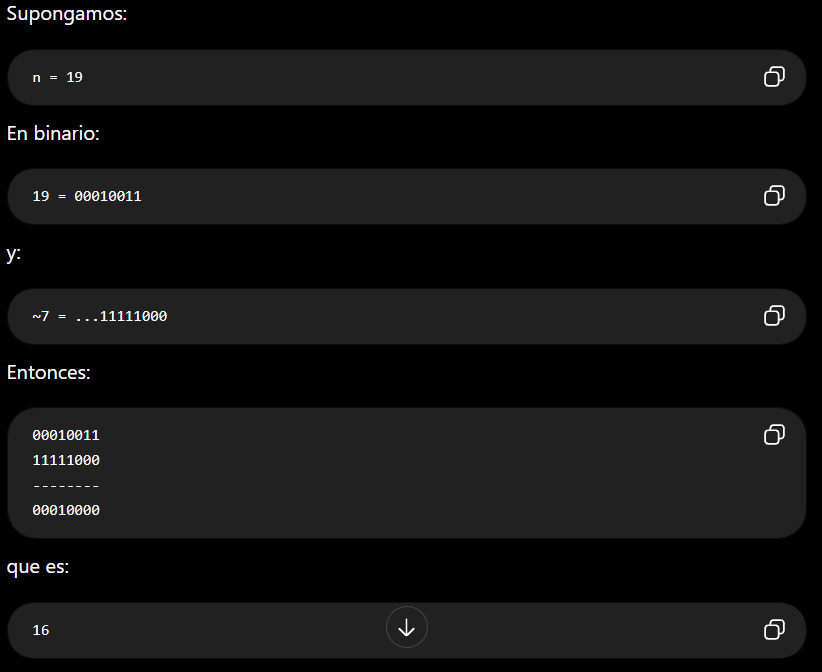 Supongamos:
n = 19
En binario:
19 = 00010011
y:
~7 = ...11111000
Entonces:
00010011
11111000
--------
00010000
que es:
16